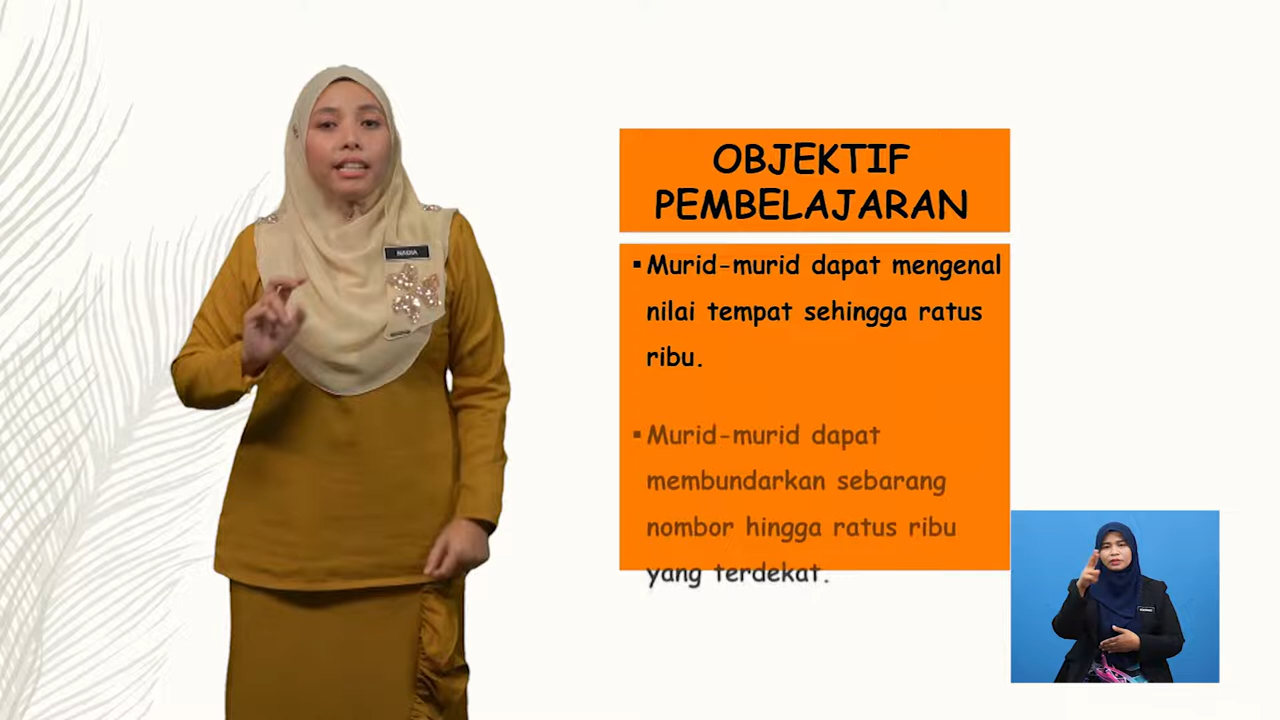 NADIA
OBJEKTIF
PEMBELAJARAN
▪Murid-murid dapat mengenal
nilai tempat sehingga ratus
ribu.
▪Murid-murid dapat
membundarkan sebarang
nombor hingga ratus ribu
yang terdekat.